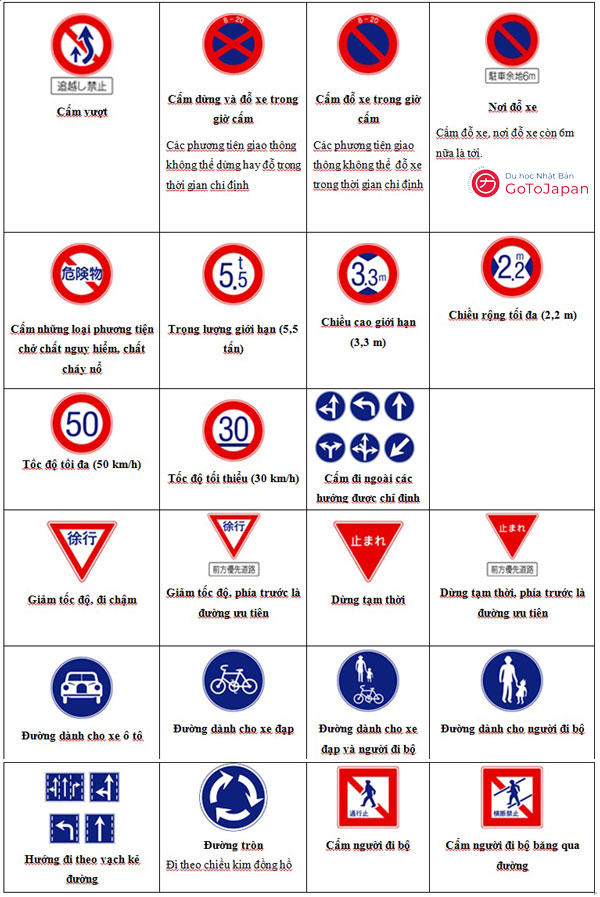 追越し禁止
Cấm vượt
8-20
Cấm dừng và đỗ xe trong
giờ cấm
Các phương tiện giao thông
không thể dừng hay đỗ trong
thời gian chỉ định
8-20
Cấm đỗ xe trong giờ
cấm
Các phương tiện giao
thông không thể đỗ xe
trong thời gian chỉ định
駐車余地6m
Nơi đỗ xe
Cấm đỗ xe, nơi đỗ xe còn 6m
nữa là tới.
Du học Nhật Bản
GoToJapan
危険物
Cấm những loại phương tiện
chở chất nguy hiểm, chất
cháy nổ
5.5t
Trọng lượng giới hạn (5,5
tấn)
3.3m
Chiều cao giới hạn
(3,3 m)
2.2m
Chiều rộng tối đa (2,2 m)
50
Tốc độ tối đa (50 km/h)
30
Tốc độ tối thiểu (30 km/h)
Cấm đi ngoài các
hướng được chỉ định
徐行
Giảm tốc độ, đi chậm
徐行
前方優先道路
Giảm tốc độ, phía trước là
đường ưu tiên
止まれ
Dừng tạm thời
止まれ
前方優先道路
Dừng tạm thời, phía trước là
đường ưu tiên
Đường dành cho xe ô tô
Đường dành cho xe đạp
Đường dành cho xe
đạp và người đi bộ
Đường dành cho người đi bộ
Hướng đi theo vạch kẻ
đường
Đường tròn
Đi theo chiều kim đồng hồ
通行止
Cấm người đi bộ
横断禁止
Cấm người đi bộ băng qua
đường